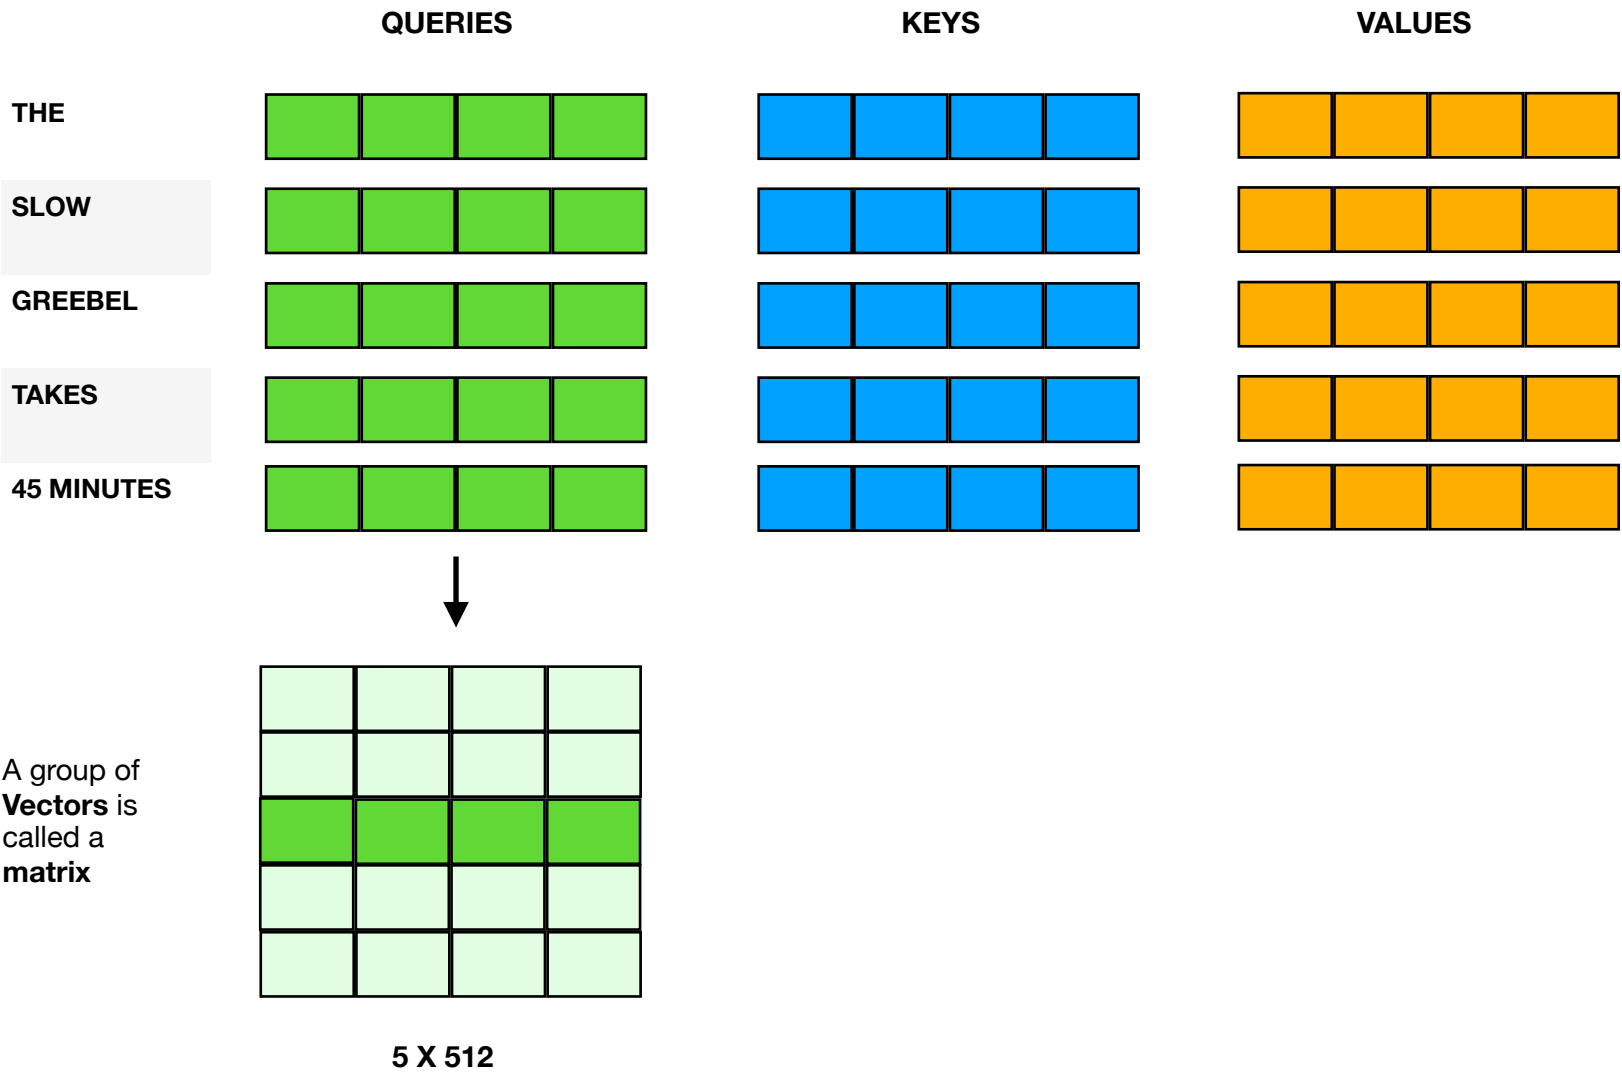 QUERIES KEYS VALUES
THE
SLOW
GREEBEL
TAKES
45 MINUTES
A group of
Vectors is
called a
matrix
5 X 512